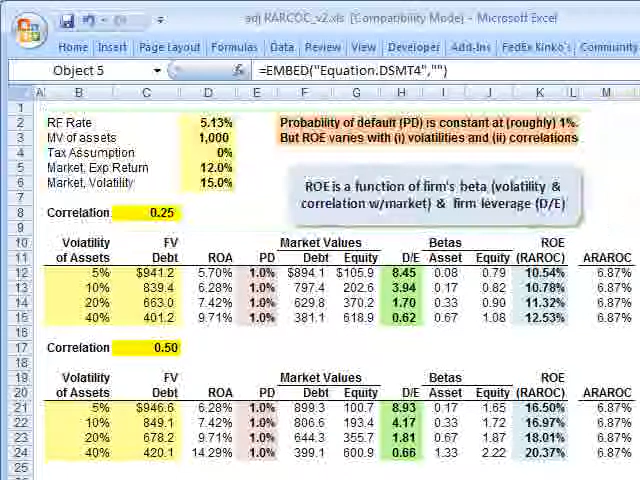 adj RARCOC_v2.xls [Compatibility Mode] - Microsoft Excel
Home Insert Page Layout Formulas Data Review View Developer Add-Ins FedEx Kinko's Community
Object 5 fx =EMBED("Equation.DSMT4","")
A B C D E F G H I J K L M
1
2 RF Rate 5.13% Probability of default (PD) is constant at (roughly) 1%.
3 MV of assets 1,000 But ROE varies with (i) volatilities and (ii) correlations
4 Tax Assumption 0%
5 Market, Exp Return 12.0%
6 Market, Volatility 15.0%
ROE is a function of firm's beta (volatility &
correlation w/market) & firm leverage (D/E)
7
8 Correlation 0.25
9
10 Volatility FV Market Values Betas ROE
11 of Assets Debt ROA PD Debt Equity D/E Asset Equity (RAROC) ARAROC
12 5% $941.2 5.70% 1.0% $894.1 $105.9 8.45 0.08 0.79 10.54% 6.87%
13 10% 839.4 6.28% 1.0% 797.4 202.6 3.94 0.17 0.82 10.78% 6.87%
14 20% 663.0 7.42% 1.0% 629.8 370.2 1.70 0.33 0.90 11.32% 6.87%
15 40% 401.2 9.71% 1.0% 381.1 618.9 0.62 0.67 1.08 12.53% 6.87%
16
17 Correlation 0.50
18
19 Volatility FV Market Values Betas ROE
20 of Assets Debt ROA PD Debt Equity D/E Asset Equity (RAROC) ARAROC
21 5% $946.6 6.28% 1.0% 899.3 100.7 8.93 0.17 1.65 16.50% 6.87%
22 10% 849.1 7.42% 1.0% 806.6 193.4 4.17 0.33 1.72 16.97% 6.87%
23 20% 678.2 9.71% 1.0% 644.3 355.7 1.81 0.67 1.87 18.01% 6.87%
24 40% 420.1 14.29% 1.0% 399.1 600.9 0.66 1.33 2.22 20.37% 6.87%
25